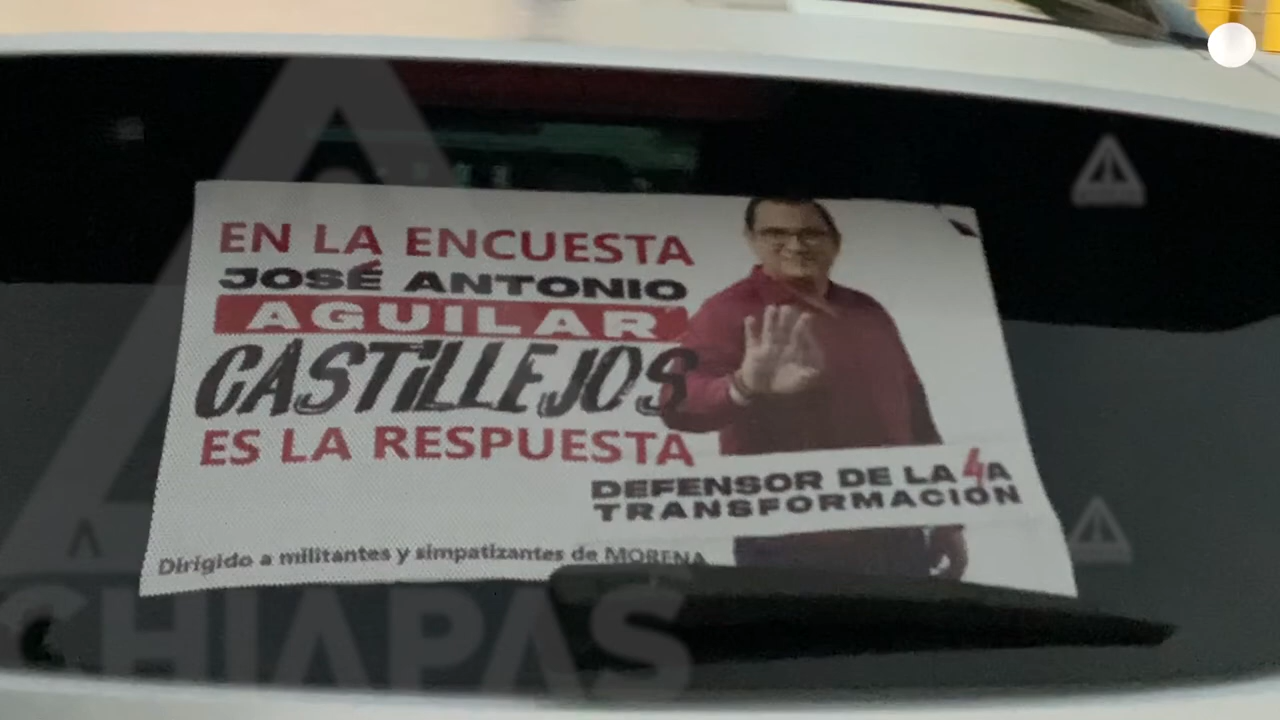 EN LA ENCUESTA
JOSÉ ANTONIO
AGUILAR
CASTILLEJOS
ES LA RESPUESTA
DEFENSOR DE LA 4A
TRANSFORMACIÓN
Dirigido a militantes y simpatizantes de MORENA
CHIAPAS